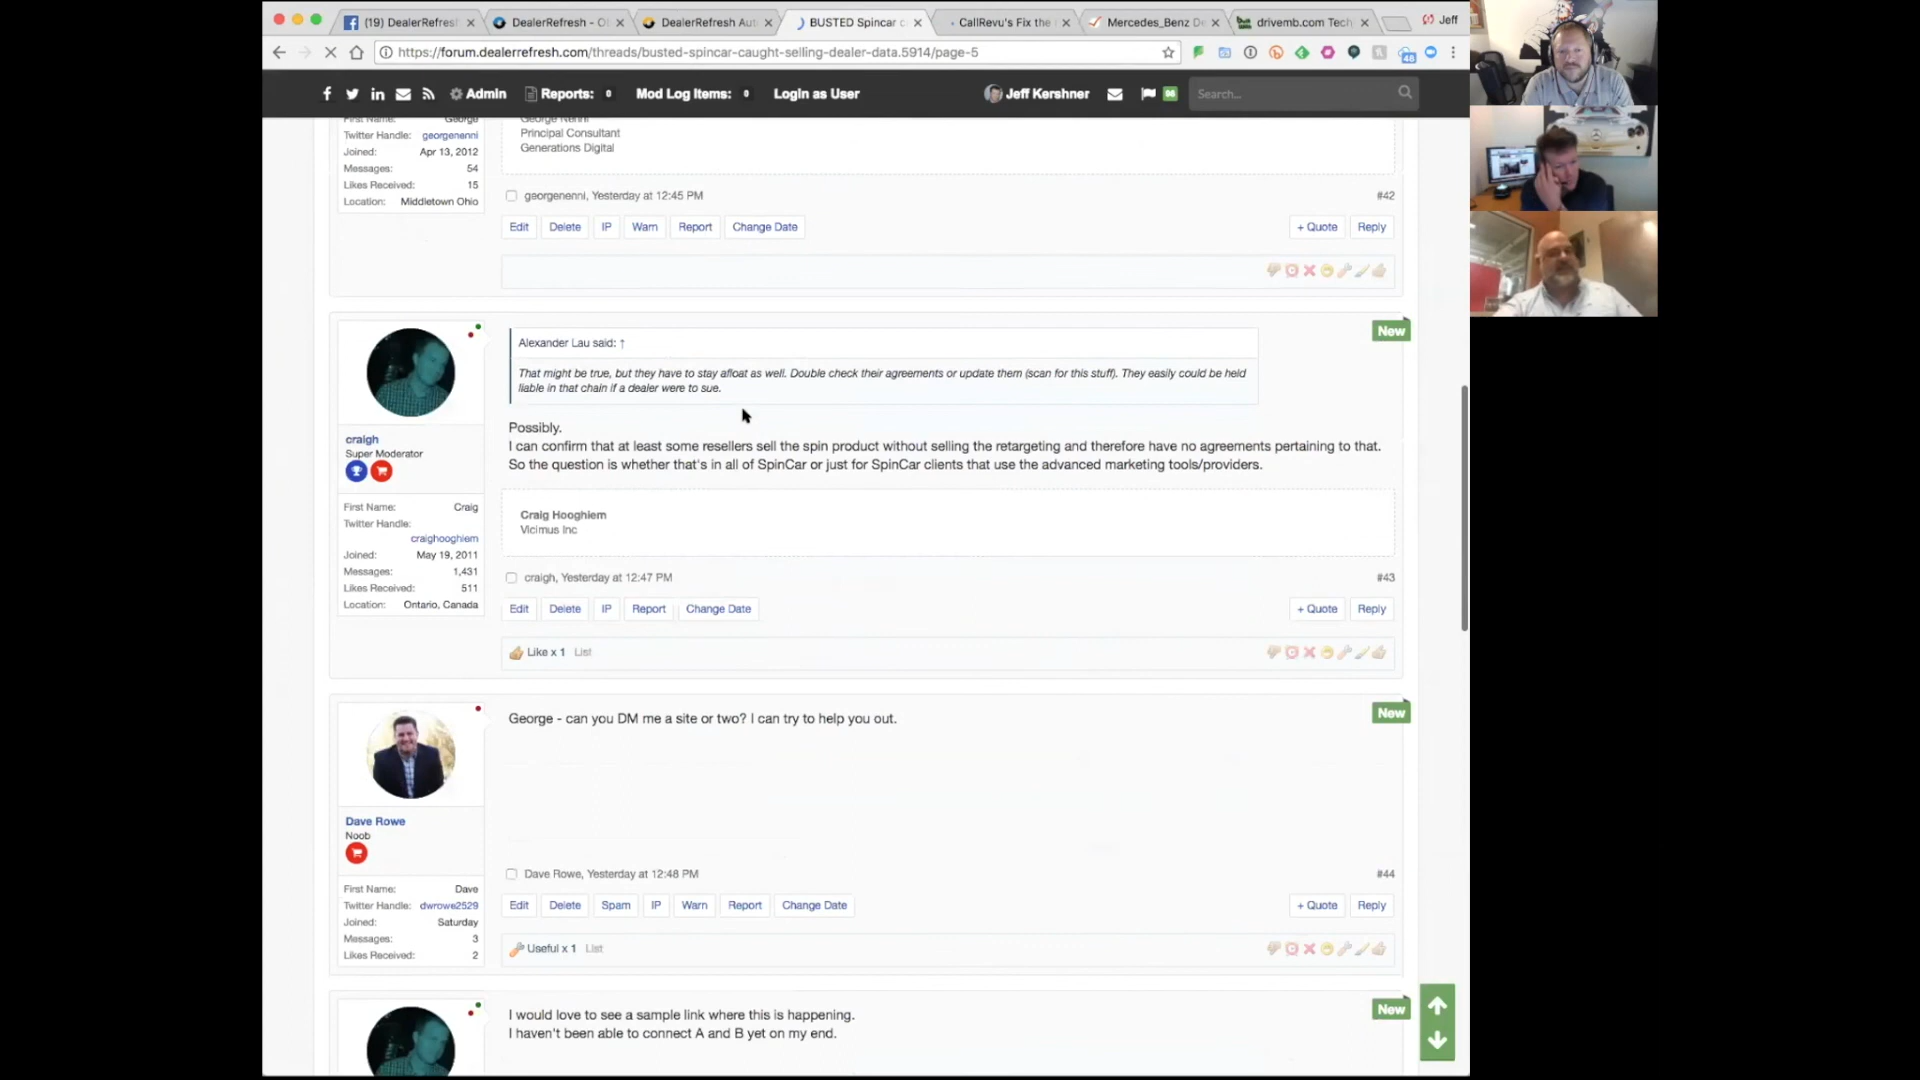 (19) DealerRefresh
DealerRefresh - O
DealerRefresh Aut
BUSTED Spincar c
CallRevu's Fix the
Mercedes_Benz De
drivemb.com Tech
Jeff
https://forum.dealerrefresh.com/threads/busted-spincar-caught-selling-dealer-data.5914/page-5
48
Admin
Reports: 0
Mod Log Items: 0
Login as User
Jeff Kershner
Search...
First Name: George
Twitter Handle: georgenenni
Joined: Apr 13, 2012
Messages: 54
Likes Received: 15
Location: Middletown Ohio
George Nenni
Principal Consultant
Generations Digital
georgenenni, Yesterday at 12:45 PM
#42
Edit Delete IP Warn Report Change Date
+ Quote Reply
New
craigh
Super Moderator
First Name: Craig
Twitter Handle:
craighooghiem
Joined: May 19, 2011
Messages: 1,431
Likes Received: 511
Location: Ontario, Canada
Alexander Lau said: ↑
That might be true, but they have to stay afloat as well. Double check their agreements or update them (scan for this stuff). They easily could be held
liable in that chain if a dealer were to sue.
Possibly.
I can confirm that at least some resellers sell the spin product without selling the retargeting and therefore have no agreements pertaining to that.
So the question is whether that's in all of SpinCar or just for SpinCar clients that use the advanced marketing tools/providers.
Craig Hooghiem
Vicimus Inc
craigh, Yesterday at 12:47 PM
#43
Edit Delete IP Report Change Date
+ Quote Reply
Like x 1 List
New
Dave Rowe
Noob
First Name: Dave
Twitter Handle: dwrowe2529
Joined: Saturday
Messages: 3
Likes Received: 2
George - can you DM me a site or two? I can try to help you out.
Dave Rowe, Yesterday at 12:48 PM
#44
Edit Delete Spam IP Warn Report Change Date
+ Quote Reply
Useful x 1 List
New
I would love to see a sample link where this is happening.
I haven't been able to connect A and B yet on my end.